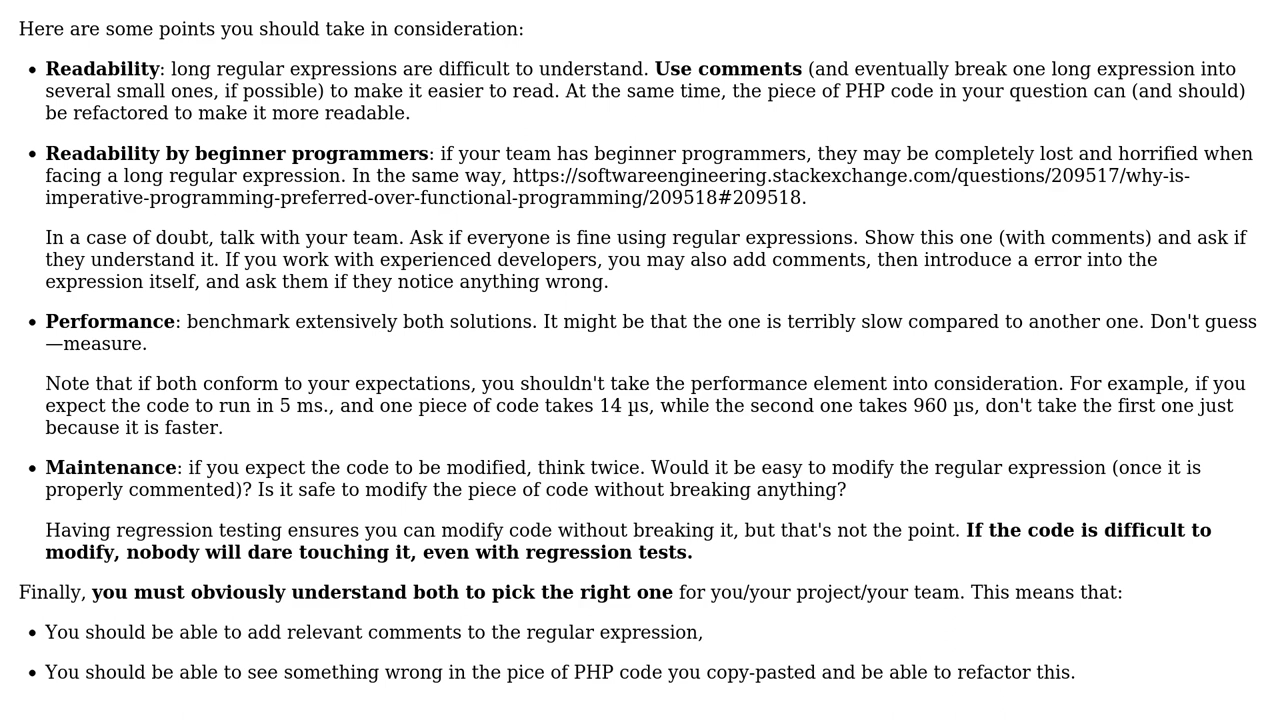 Here are some points you should take in consideration:
• Readability: long regular expressions are difficult to understand. Use comments (and eventually break one long expression into
several small ones, if possible) to make it easier to read. At the same time, the piece of PHP code in your question can (and should)
be refactored to make it more readable.
• Readability by beginner programmers: if your team has beginner programmers, they may be completely lost and horrified when
facing a long regular expression. In the same way, https://softwareengineering.stackexchange.com/questions/209517/why-is-
imperative-programming-preferred-over-functional-programming/209518#209518.
In a case of doubt, talk with your team. Ask if everyone is fine using regular expressions. Show this one (with comments) and ask if
they understand it. If you work with experienced developers, you may also add comments, then introduce a error into the
expression itself, and ask them if they notice anything wrong.
• Performance: benchmark extensively both solutions. It might be that the one is terribly slow compared to another one. Don't guess
—measure.
Note that if both conform to your expectations, you shouldn't take the performance element into consideration. For example, if you
expect the code to run in 5 ms., and one piece of code takes 14 µs, while the second one takes 960 µs, don't take the first one just
because it is faster.
• Maintenance: if you expect the code to be modified, think twice. Would it be easy to modify the regular expression (once it is
properly commented)? Is it safe to modify the piece of code without breaking anything?
Having regression testing ensures you can modify code without breaking it, but that's not the point. If the code is difficult to
modify, nobody will dare touching it, even with regression tests.
Finally, you must obviously understand both to pick the right one for you/your project/your team. This means that:
• You should be able to add relevant comments to the regular expression,
• You should be able to see something wrong in the pice of PHP code you copy-pasted and be able to refactor this.